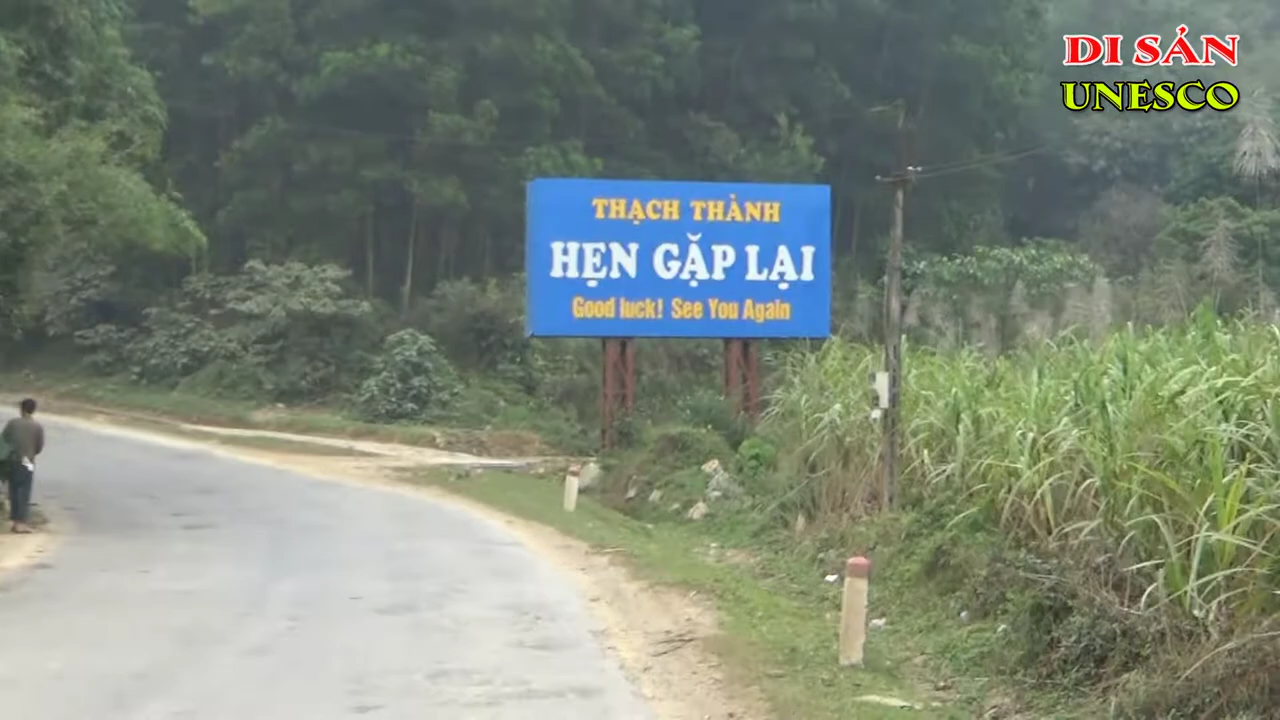 DI SẢN
UNESCO
THẠCH THÀNH
HẸN GẶP LẠI
Good luck! See You Again